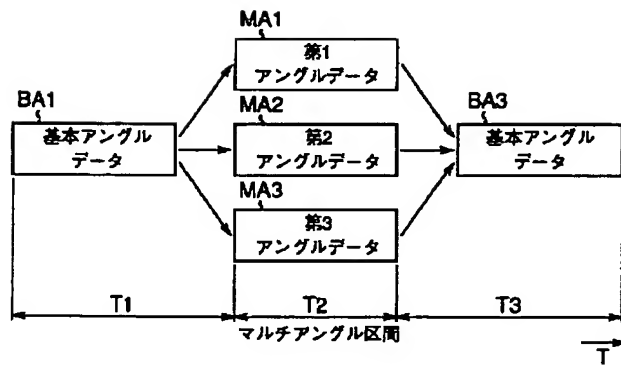 MA1
第1
アングルデータ
BA1
基本アングル
データ
MA2
第2
アングルデータ
BA3
基本アングル
データ
MA3
第3
アングルデータ
T1
T2
T3
マルチアングル区間
T